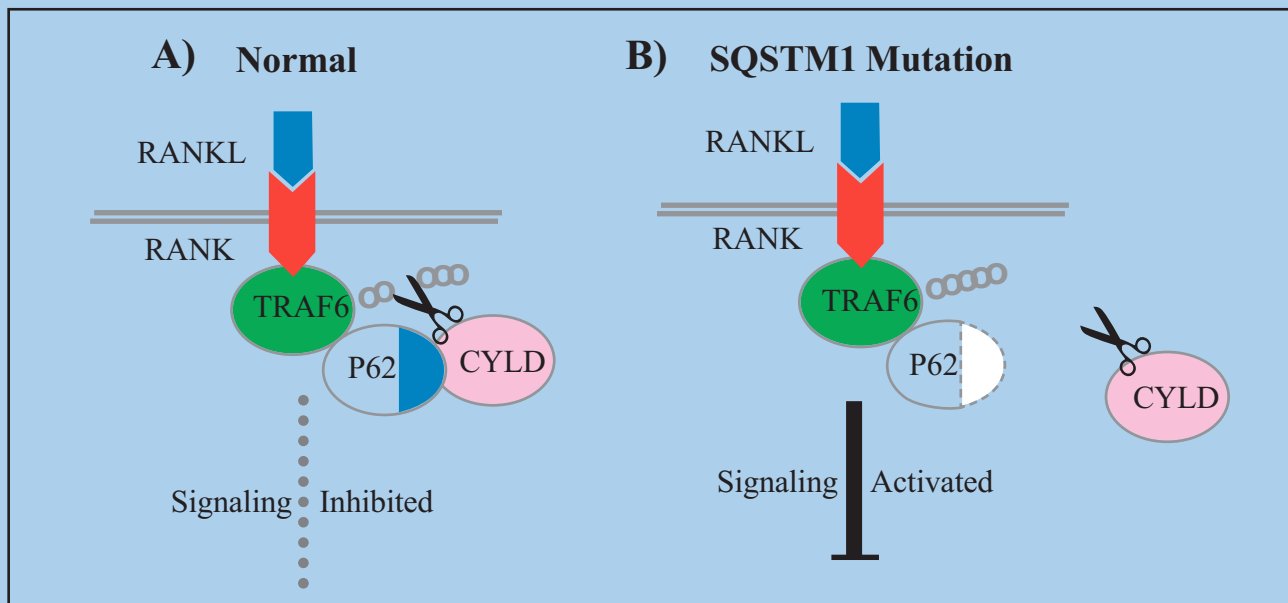 A) Normal
RANKL
RANK
TRAF6
P62
CYLD
Signaling Inhibited
B) SQSTM1 Mutation
RANKL
RANK
TRAF6
P62
CYLD
Signaling Activated